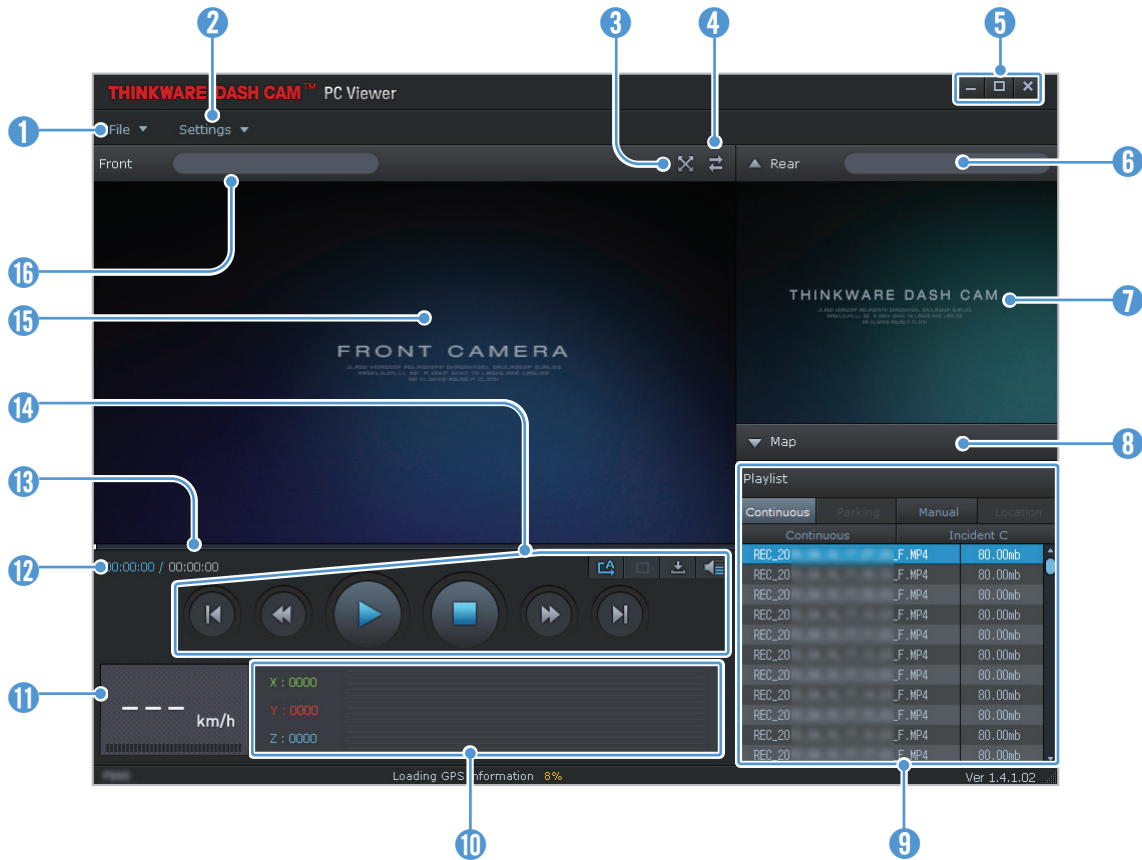 2 3 4 5
THINKWARE DASH CAM™ PC Viewer
1 File Settings
Front Rear 6
16
THINKWARE DASH CAM 7
15
FRONT CAMERA
14
Map 8
13
Playlist
Continuous Parking Manual Location
Continuous Incident C
12 00:00:00 / 00:00:00
REC_20 _F.MP4 80.00mb
REC_20 _F.MP4 80.00mb
REC_20 _F.MP4 80.00mb
REC_20 _F.MP4 80.00mb
REC_20 _F.MP4 80.00mb
REC_20 _F.MP4 80.00mb
REC_20 _F.MP4 80.00mb
REC_20 _F.MP4 80.00mb
REC_20 _F.MP4 80.00mb
REC_20 _F.MP4 80.00mb
REC_20 _F.MP4 80.00mb
11 --- km/h
X : 0000
Y : 0000
Z : 0000
Loading GPS Information 8% Ver 1.4.1.02
10 9